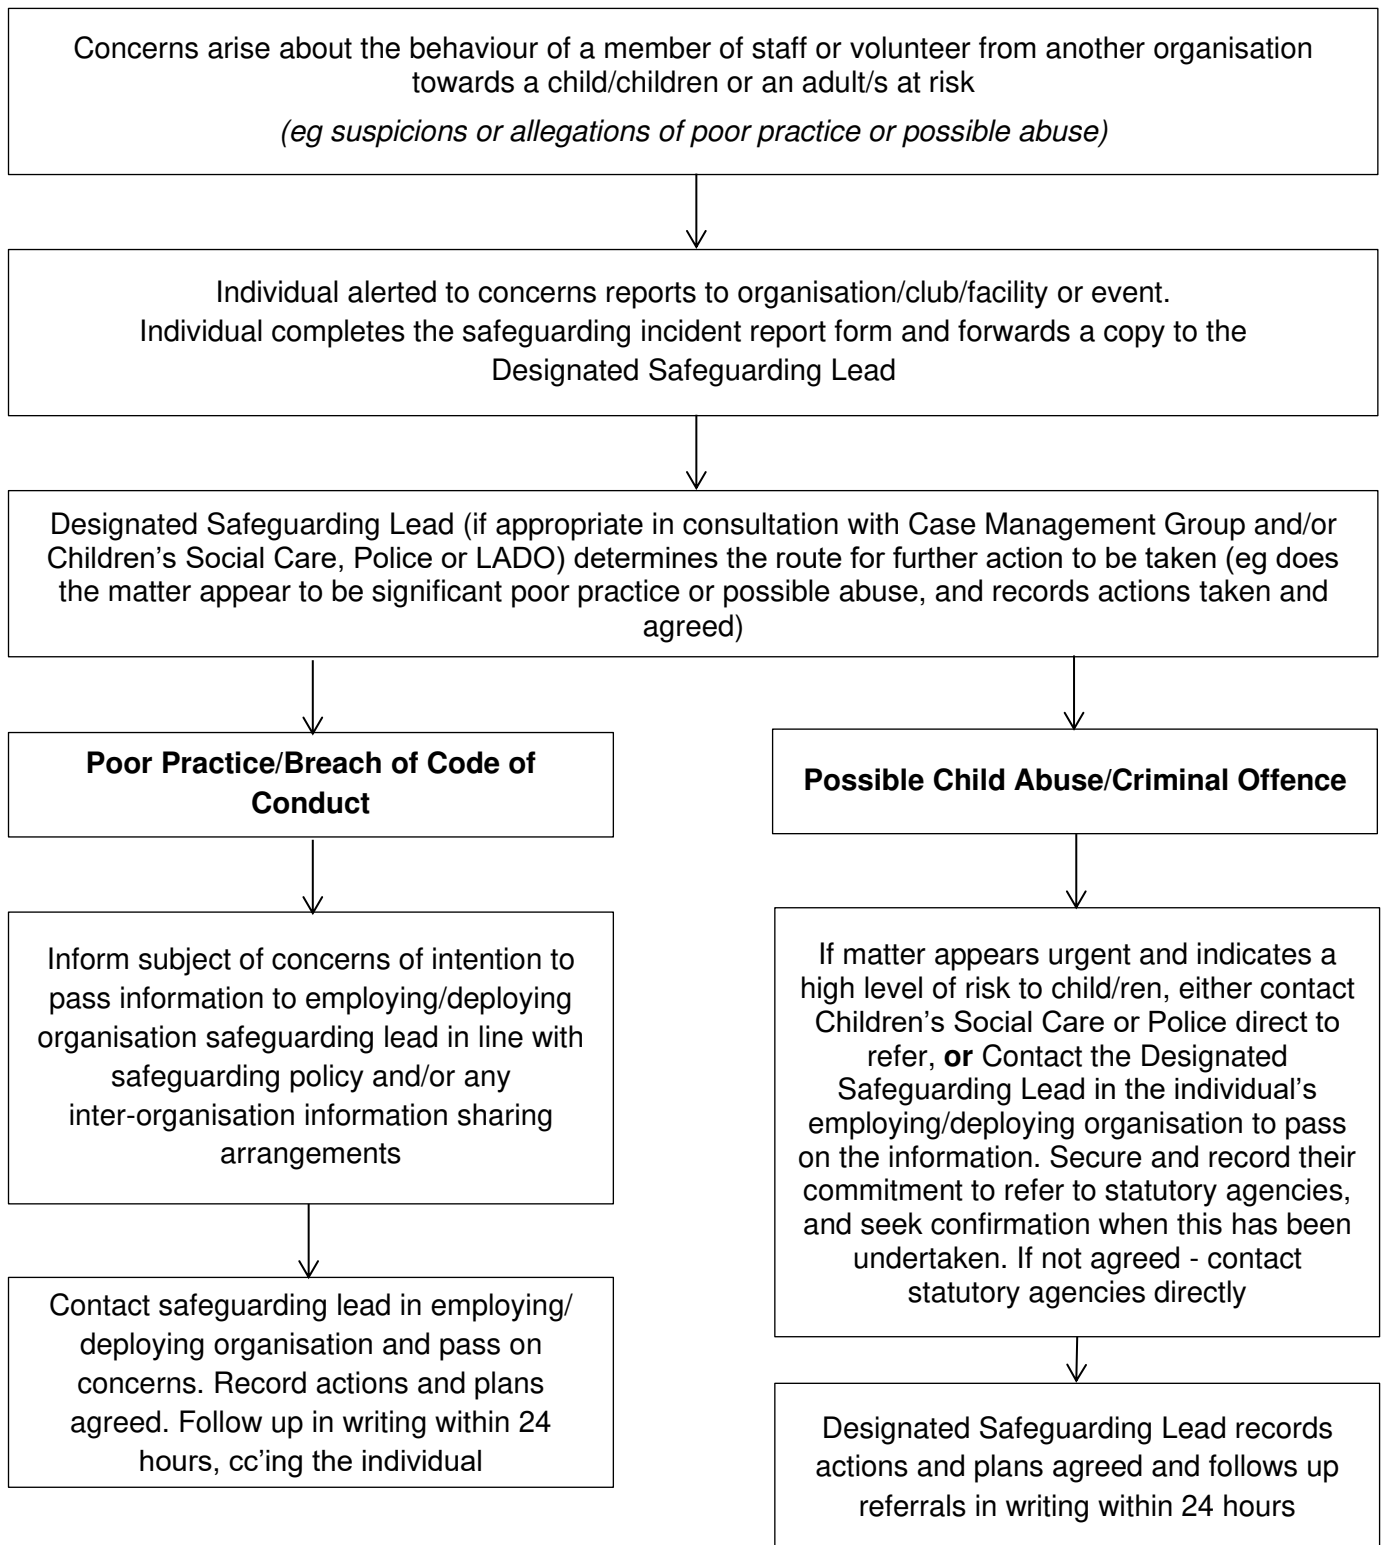 Concerns arise about the behaviour of a member of staff or volunteer from another organisation
towards a child/children or an adult/s at risk
(eg suspicions or allegations of poor practice or possible abuse)
Individual alerted to concerns reports to organisation/club/facility or event.
Individual completes the safeguarding incident report form and forwards a copy to the
Designated Safeguarding Lead
Designated Safeguarding Lead (if appropriate in consultation with Case Management Group and/or
Children’s Social Care, Police or LADO) determines the route for further action to be taken (eg does
the matter appear to be significant poor practice or possible abuse, and records actions taken and
agreed)
Poor Practice/Breach of Code of
Conduct
Inform subject of concerns of intention to
pass information to employing/deploying
organisation safeguarding lead in line with
safeguarding policy and/or any
inter-organisation information sharing
arrangements
Contact safeguarding lead in employing/
deploying organisation and pass on
concerns. Record actions and plans
agreed. Follow up in writing within 24
hours, cc’ing the individual
Possible Child Abuse/Criminal Offence
If matter appears urgent and indicates a
high level of risk to child/ren, either contact
Children’s Social Care or Police direct to
refer, or Contact the Designated
Safeguarding Lead in the individual’s
employing/deploying organisation to pass
on the information. Secure and record their
commitment to refer to statutory agencies,
and seek confirmation when this has been
undertaken. If not agreed - contact
statutory agencies directly
Designated Safeguarding Lead records
actions and plans agreed and follows up
referrals in writing within 24 hours